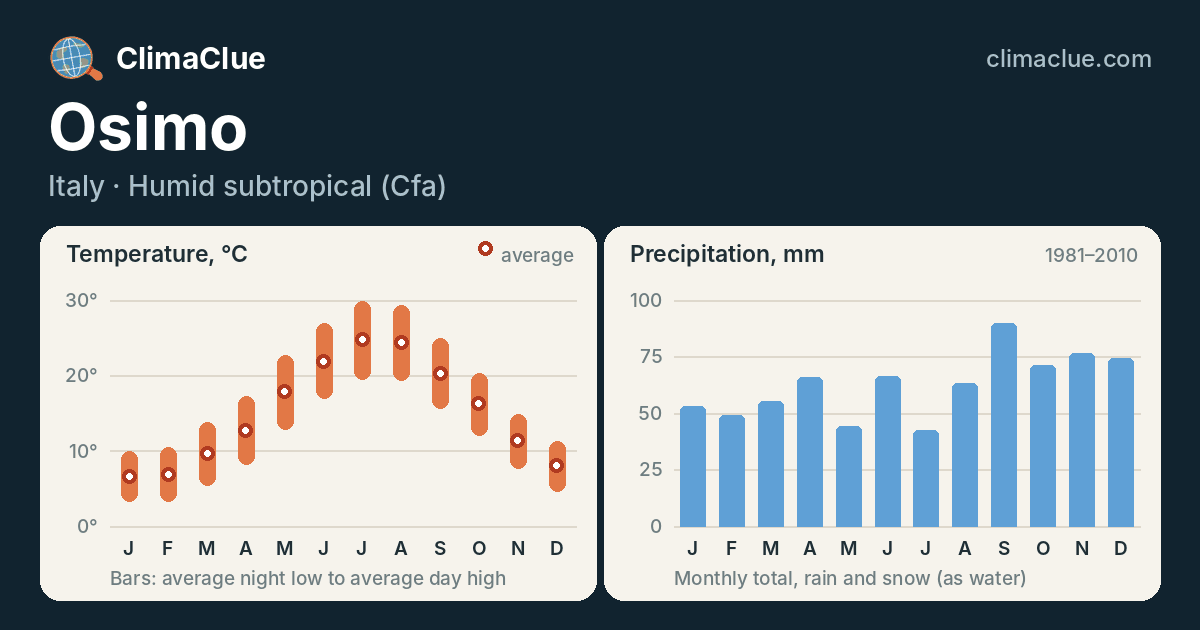 ClimaClue
climaclue.com
Osimo
Italy · Humid subtropical (Cfa)
Temperature, °C
average
30°
20°
10°
0°
J F M A M J J A S O N D
Bars: average night low to average day high
Precipitation, mm
1981–2010
100
75
50
25
0
J F M A M J J A S O N D
Monthly total, rain and snow (as water)